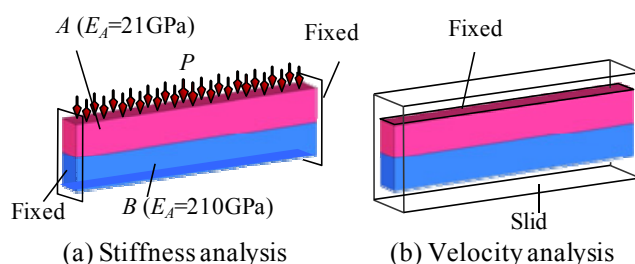 A (E_A=21GPa)
P
Fixed
Fixed
B (E_A=210GPa)
(a) Stiffness analysis
Fixed
Slid
(b) Velocity analysis